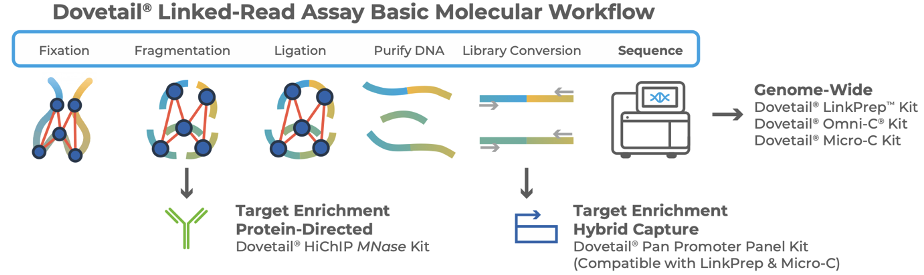 Dovetail® Linked-Read Assay Basic Molecular Workflow
Fixation
Fragmentation
Ligation
Purify DNA
Library Conversion
Sequence
Genome-Wide
Dovetail® LinkPrep™ Kit
Dovetail® Omni-C® Kit
Dovetail® Micro-C Kit
Target Enrichment
Protein-Directed
Dovetail® HiChIP MNase Kit
Target Enrichment
Hybrid Capture
Dovetail® Pan Promoter Panel Kit
(Compatible with LinkPrep & Micro-C)